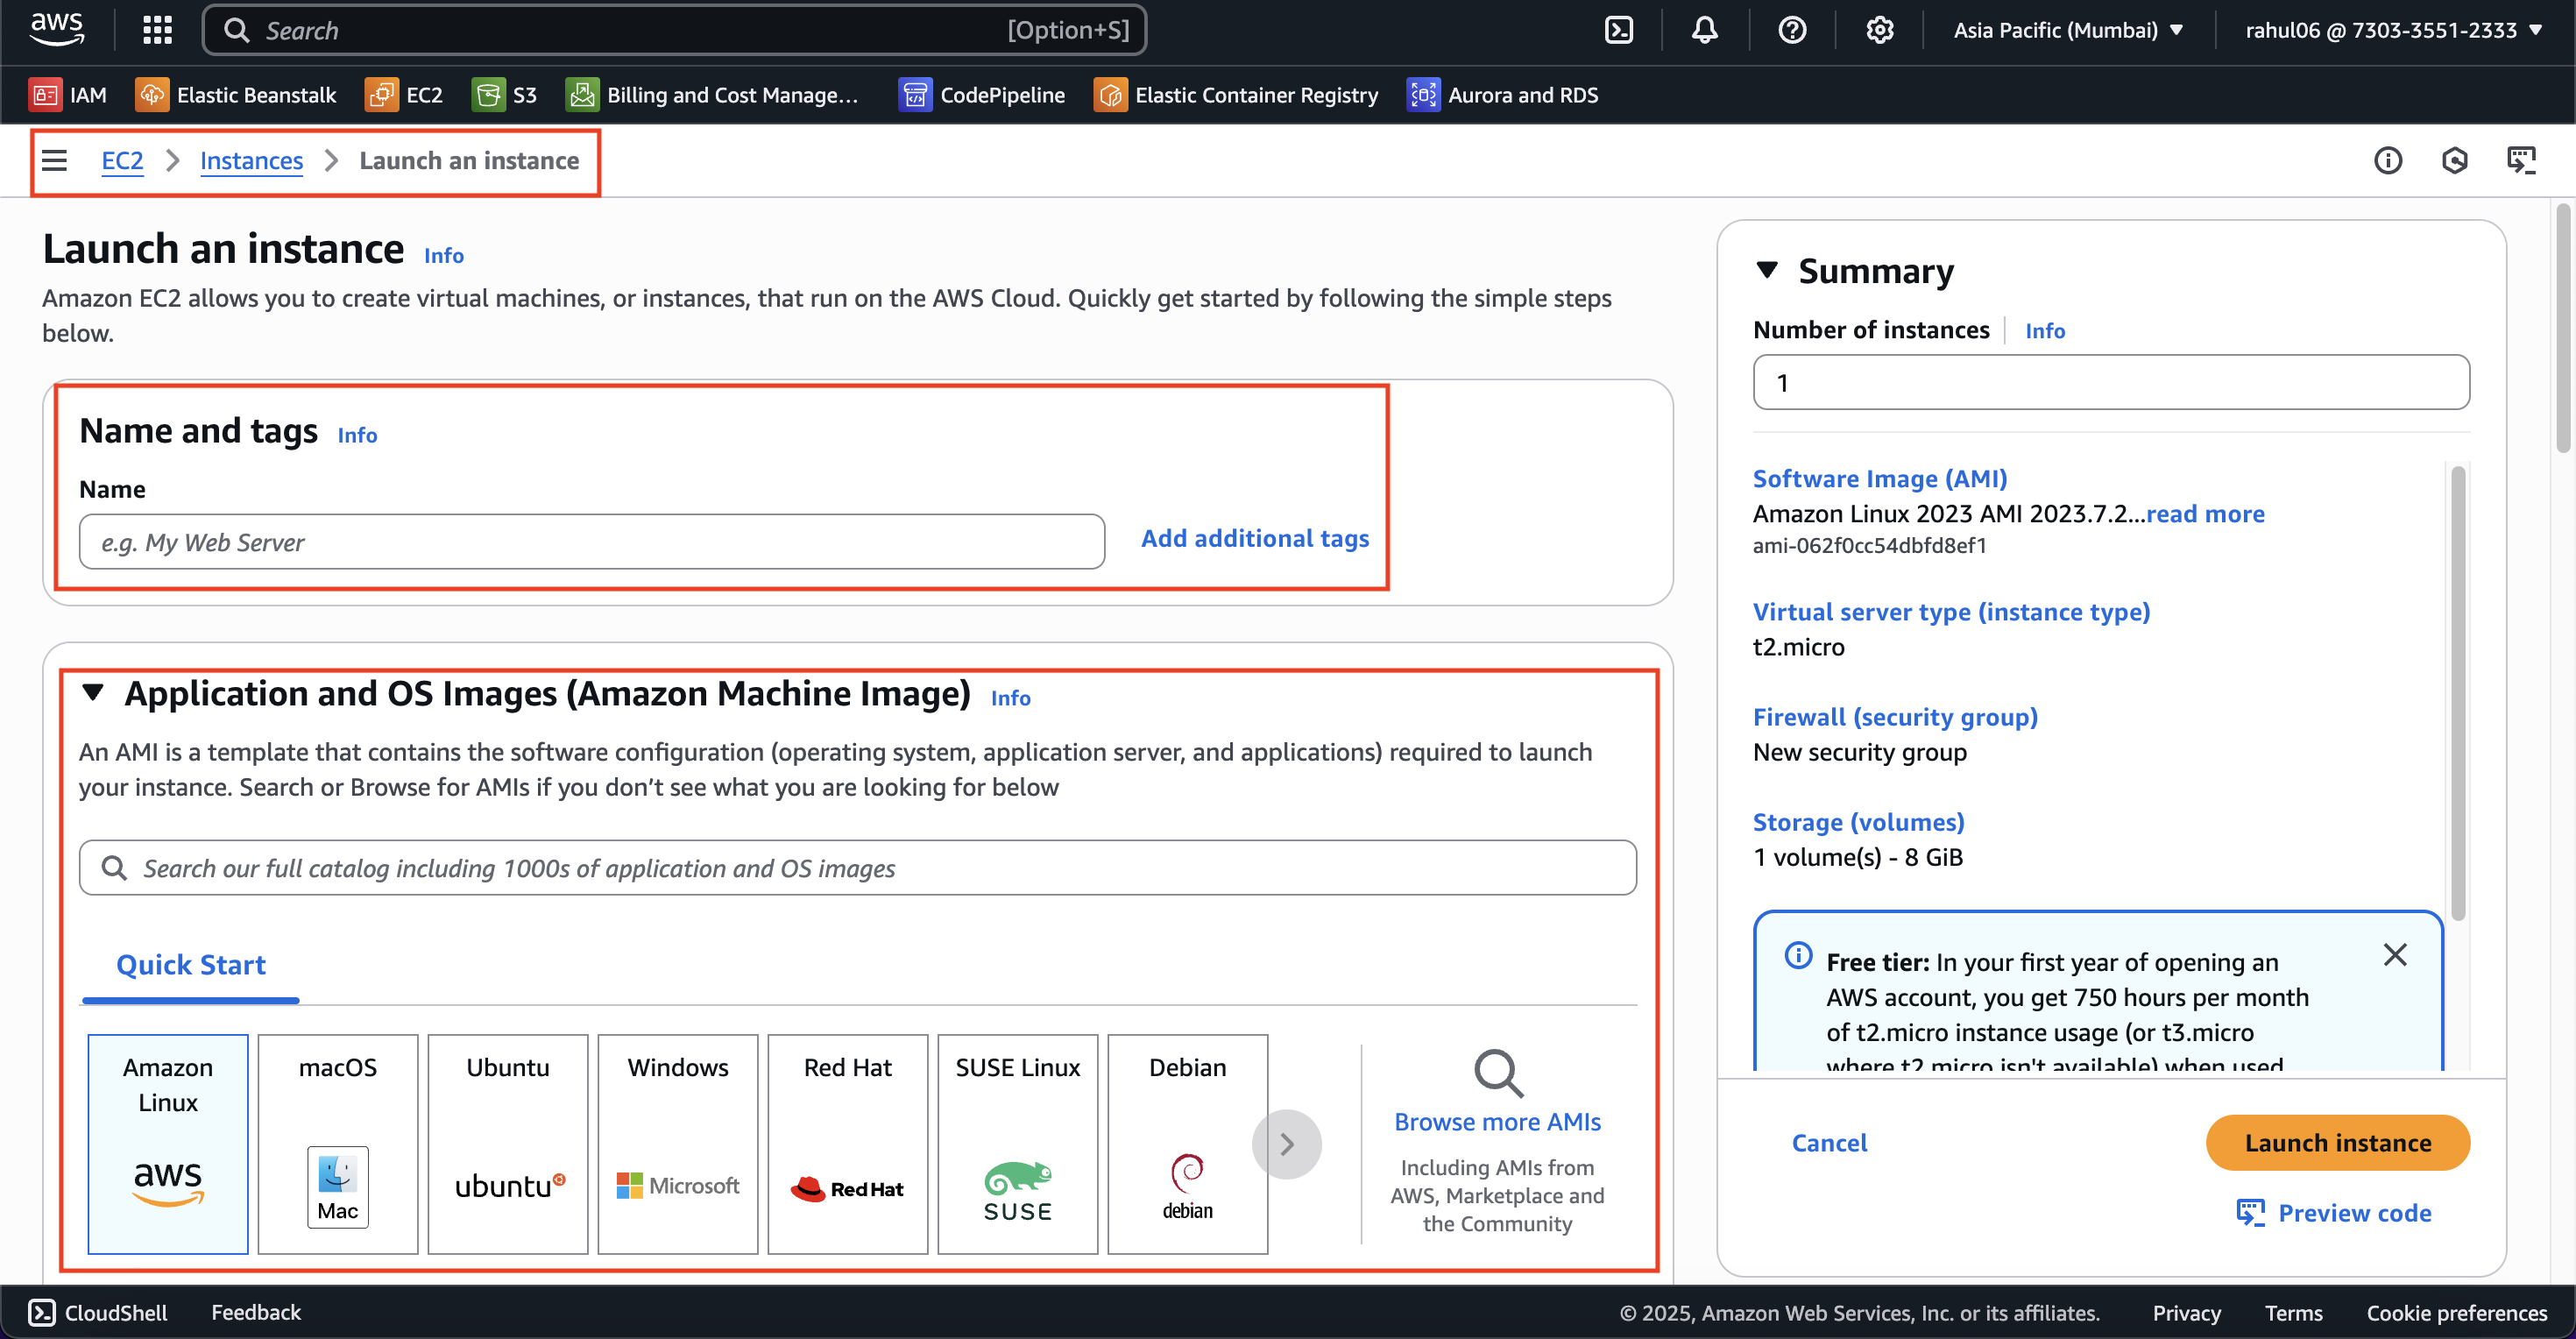 aws
Search [Option+S]
Asia Pacific (Mumbai)
rahul06 @ 7303-3551-2333
IAM
Elastic Beanstalk
EC2
S3
Billing and Cost Manage...
CodePipeline
Elastic Container Registry
Aurora and RDS
EC2 Instances Launch an instance
Launch an instance Info
Amazon EC2 allows you to create virtual machines, or instances, that run on the AWS Cloud. Quickly get started by following the simple steps
below.
Name and tags Info
Name
e.g. My Web Server
Add additional tags
Application and OS Images (Amazon Machine Image) Info
An AMI is a template that contains the software configuration (operating system, application server, and applications) required to launch
your instance. Search or Browse for AMIs if you don't see what you are looking for below
Search our full catalog including 1000s of application and OS images
Quick Start
Amazon
Linux
aws
macOS
Mac
Ubuntu
ubuntu
Windows
Microsoft
Red Hat
Red Hat
SUSE Linux
SUSE
Debian
debian
Browse more AMIs
Including AMIs from
AWS, Marketplace and
the Community
Summary
Number of instances Info
1
Software Image (AMI)
Amazon Linux 2023 AMI 2023.7.2...read more
ami-062f0cc54dbfd8ef1
Virtual server type (instance type)
t2.micro
Firewall (security group)
New security group
Storage (volumes)
1 volume(s) - 8 GiB
Free tier: In your first year of opening an
AWS account, you get 750 hours per month
of t2.micro instance usage (or t3.micro
where t2.micro isn't available) when used
Cancel
Launch instance
Preview code
CloudShell
Feedback
© 2025, Amazon Web Services, Inc. or its affiliates.
Privacy
Terms
Cookie preferences